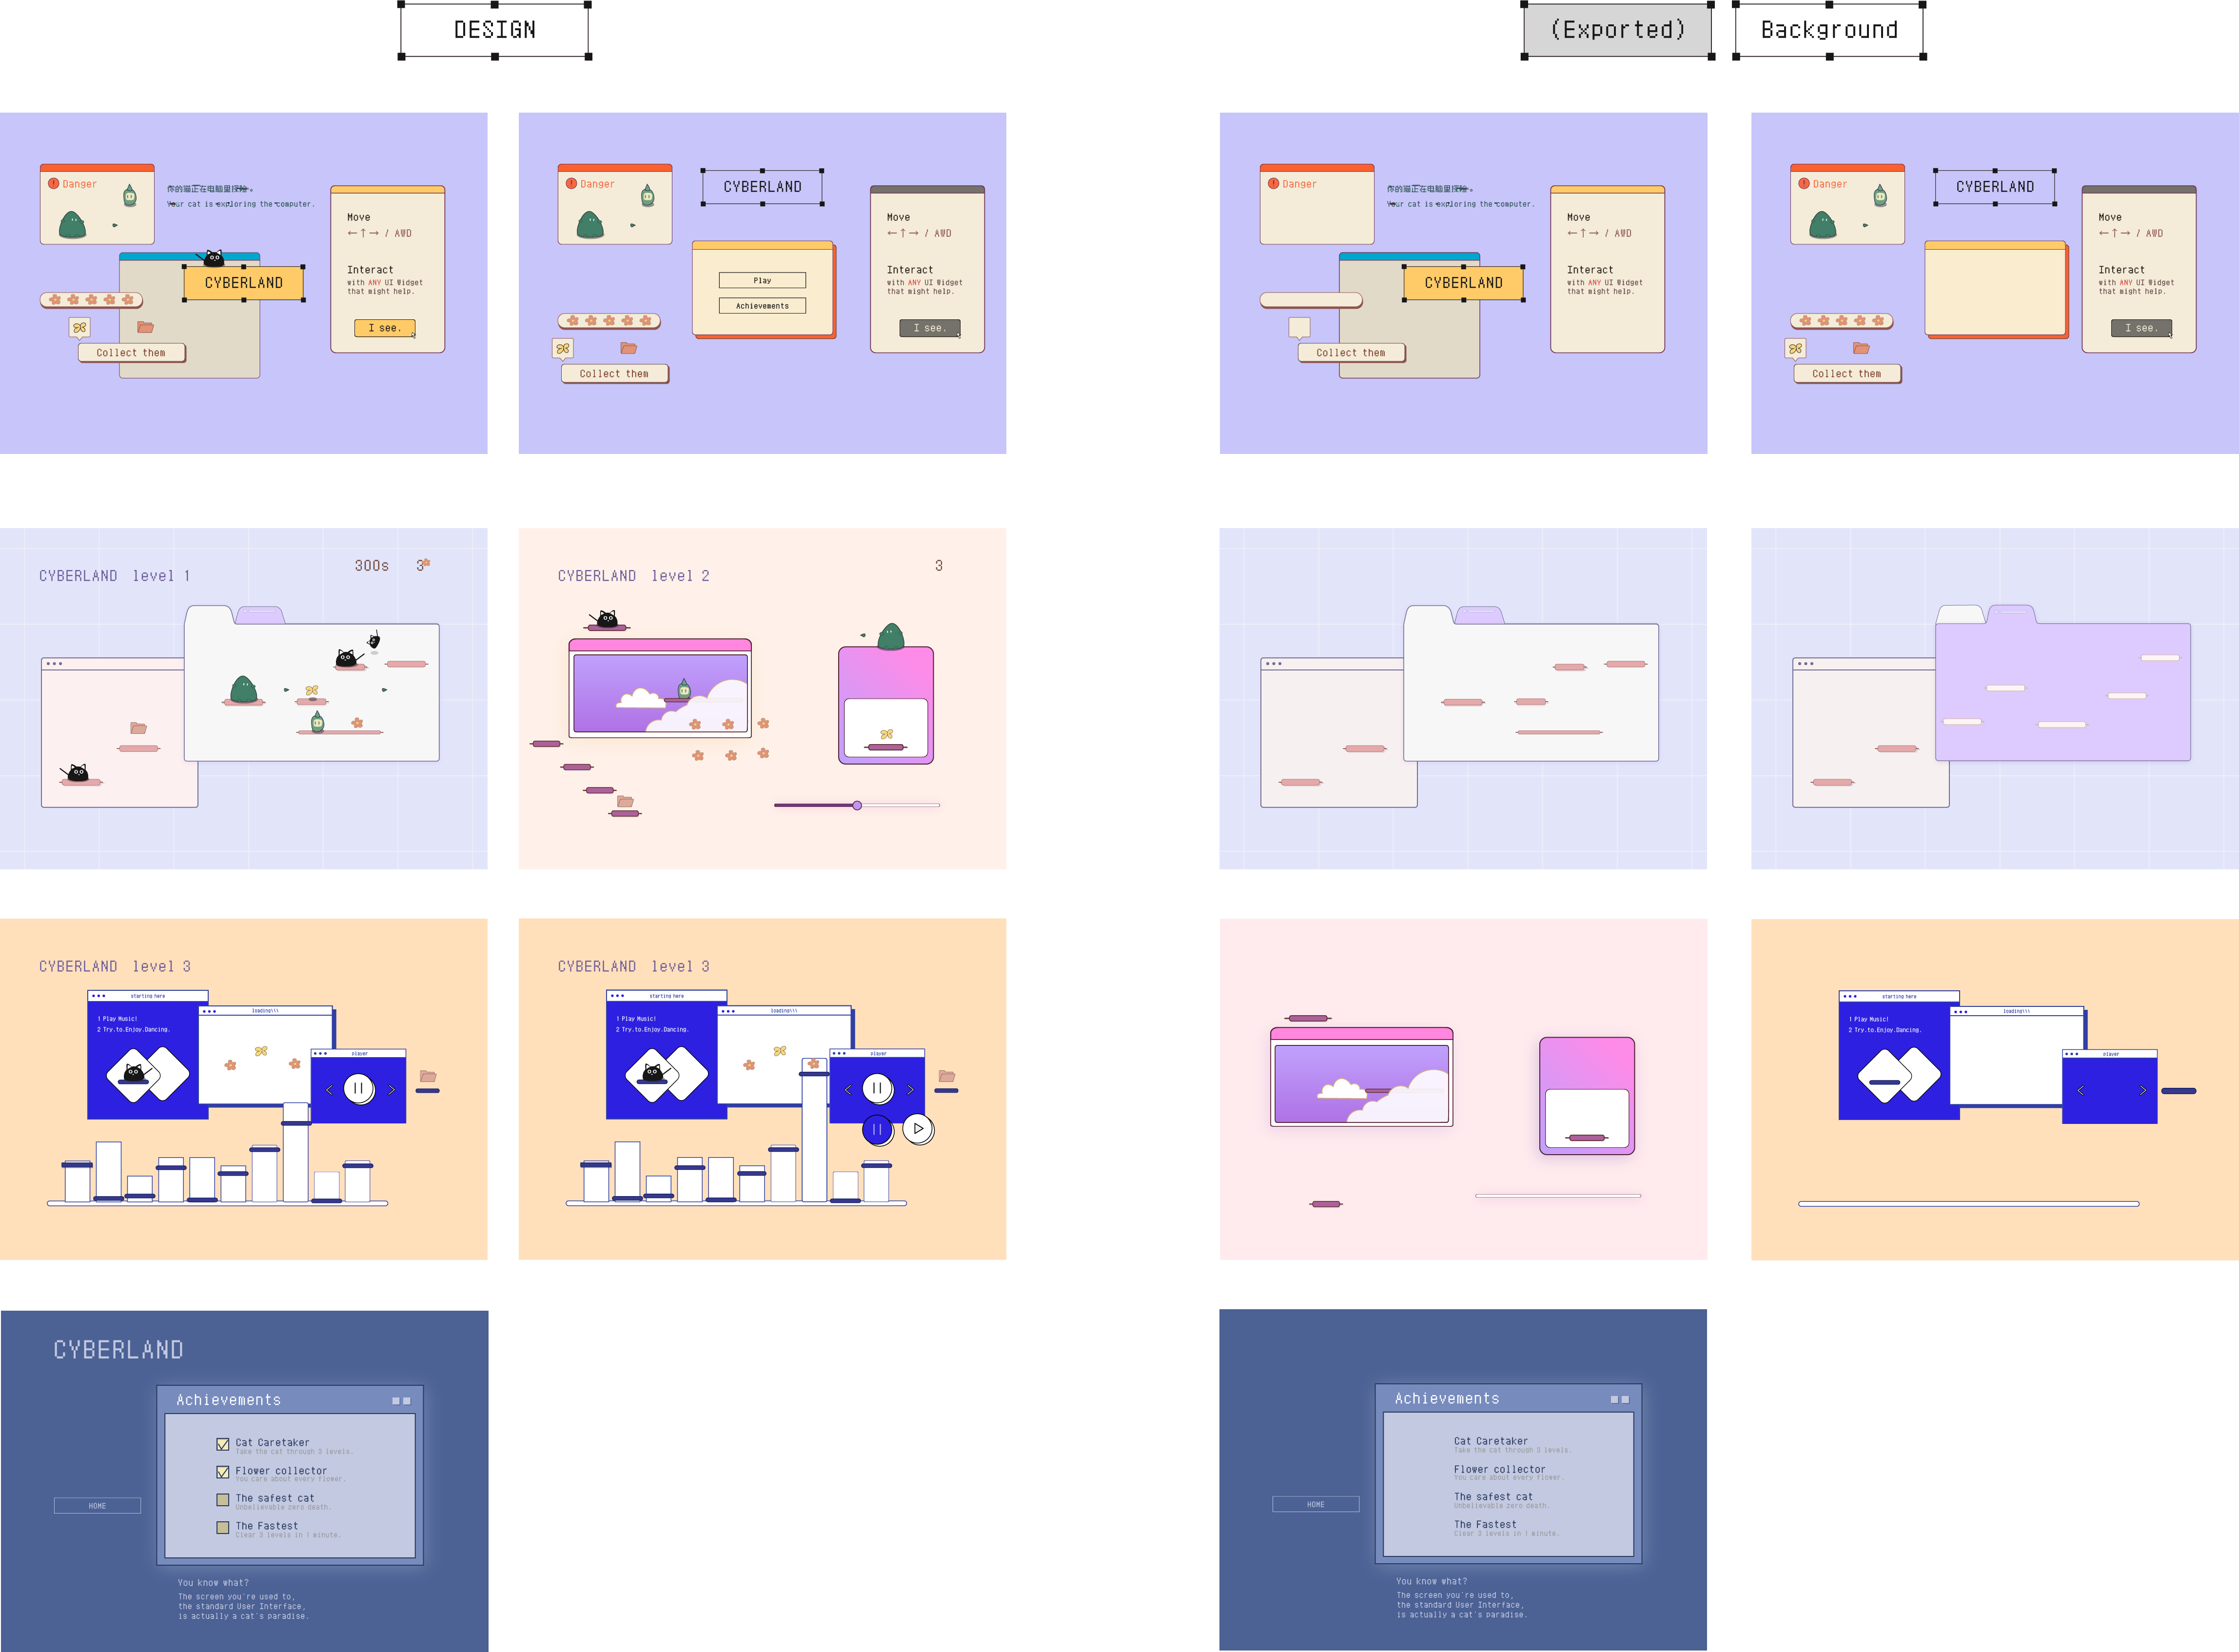 DESIGN
(Exported)
Background
Danger
你的猫正在电脑里探险。
Your cat is exploring the computer.
CYBERLAND
Collect them
Move
←↑→ / AWD
Interact
with ANY UI Widget
that might help.
I see.
Danger
CYBERLAND
Play
Achievements
Collect them
Move
←↑→ / AWD
Interact
with ANY UI Widget
that might help.
I see.
Danger
你的猫正在电脑里探险。
Your cat is exploring the computer.
CYBERLAND
Collect them
Move
←↑→ / AWD
Interact
with ANY UI Widget
that might help.
Danger
CYBERLAND
Collect them
Move
←↑→ / AWD
Interact
with ANY UI Widget
that might help.
I see.
CYBERLAND level 1
300s 3
CYBERLAND level 2
3
CYBERLAND level 3
starting here
1 Play Music!
2 Try.to.Enjoy.Dancing.
loading\\\
player
CYBERLAND level 3
starting here
1 Play Music!
2 Try.to.Enjoy.Dancing.
loading\\\
player
starting here
1 Play Music!
2 Try.to.Enjoy.Dancing.
loading\\\
player
CYBERLAND
Achievements
Cat Caretaker
Take the cat through 3 levels.
Flower collector
You care about every flower.
The safest cat
Unbelievable zero death.
The Fastest
Clear 3 levels in 1 minute.
HOME
You know what?
The screen you're used to,
the standard User Interface,
is actually a cat's paradise.
Achievements
Cat Caretaker
Take the cat through 3 levels.
Flower collector
You care about every flower.
The safest cat
Unbelievable zero death.
The Fastest
Clear 3 levels in 1 minute.
HOME
You know what?
The screen you're used to,
the standard User Interface,
is actually a cat's paradise.